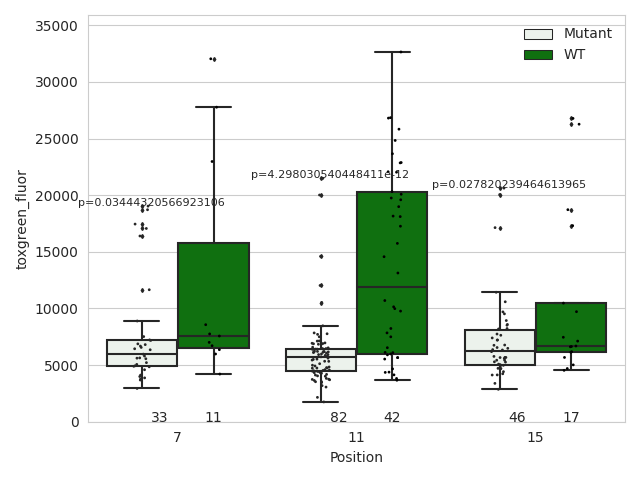 35000
Mutant
WT
30000
25000
p=4.298030540448411e-12
p=0.027820239464613965
20000
p=0.03444320566923106
toxgreen_fluor
15000
10000
5000
0
33
11
82
42
46
17
7
11
15
Position